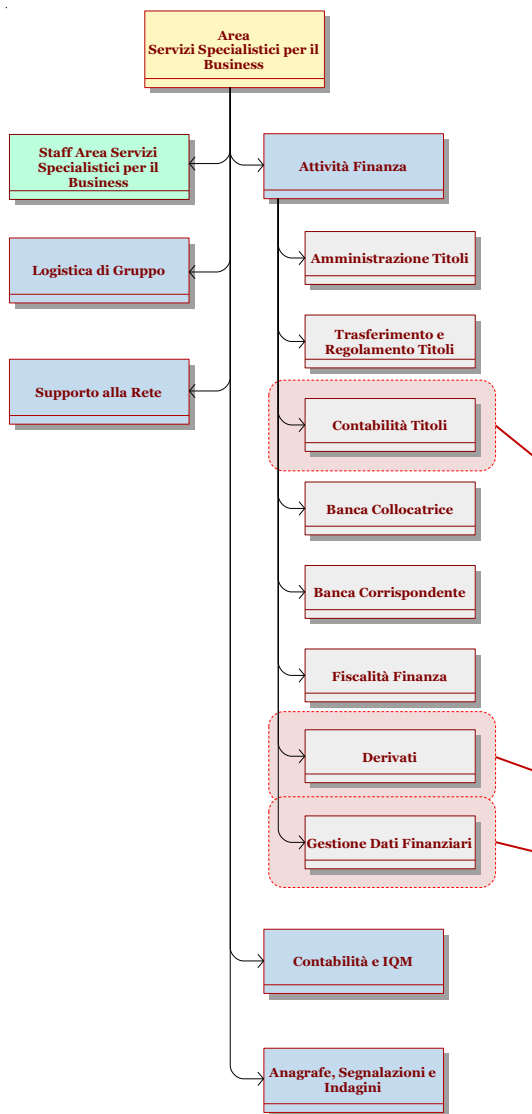 Area
Servizi Specialistici per il
Business
Staff Area Servizi
Specialistici per il
Business
Attività Finanza
Logistica di Gruppo
Amministrazione Titoli
Trasferimento e
Regolamento Titoli
Supporto alla Rete
Contabilità Titoli
Banca Collocatrice
Banca Corrispondente
Fiscalità Finanza
Derivati
Gestione Dati Finanziari
Contabilità e IQM
Anagrafe, Segnalazioni e
Indagini